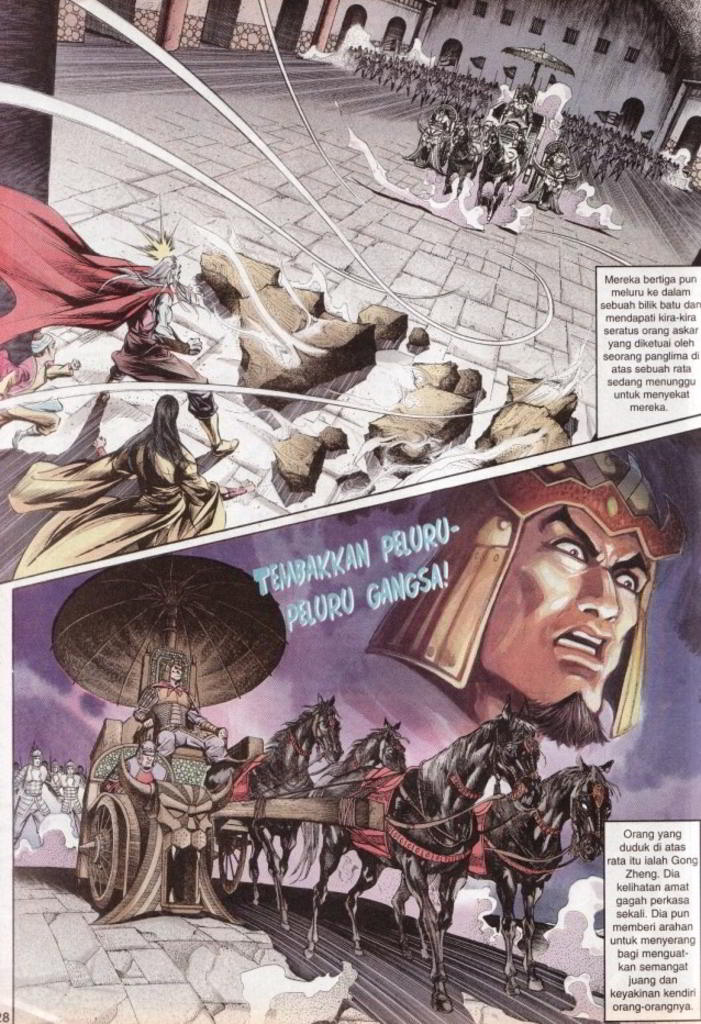 Mereka bertiga pun
meluru ke dalam
sebuah bilik batu dan
mendapati kira-kira
seratus orang askar
yang diketuai oleh
seorang panglima di
atas sebuah rata
sedang menunggu
untuk menyekat
mereka.
TEMBAKKAN PELURU-
PELURU GANGSA!
Orang yang
duduk di atas
rata itu ialah Gong
Zheng. Dia
kelihatan amat
gagah perkasa
sekali. Dia pun
memberi arahan
untuk menyerang
bagi menguat-
kan semangat
juang dan
keyakinan kendiri
orang-orangnya.
28